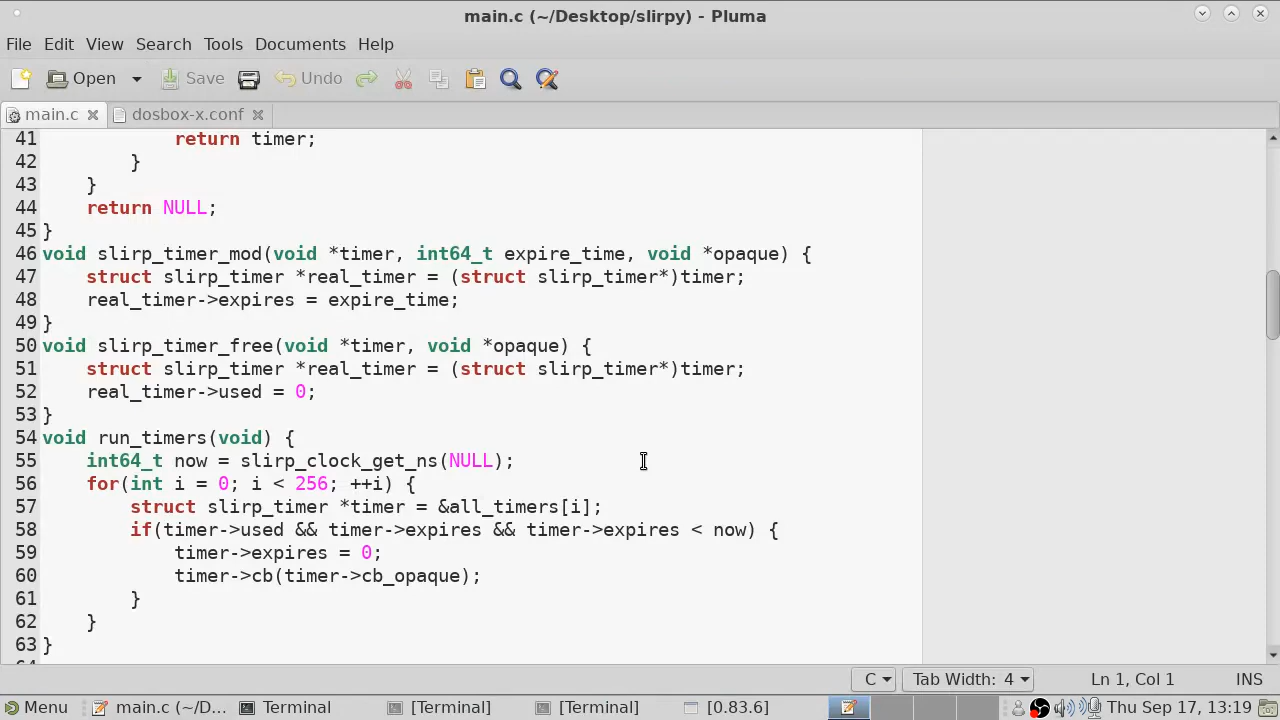 main.c (~/Desktop/slirpy) - Pluma
File Edit View Search Tools Documents Help
Open Save Undo
main.c dosbox-x.conf
41             return timer;
42         }
43     }
44     return NULL;
45 }
46 void slirp_timer_mod(void *timer, int64_t expire_time, void *opaque) {
47     struct slirp_timer *real_timer = (struct slirp_timer*)timer;
48     real_timer->expires = expire_time;
49 }
50 void slirp_timer_free(void *timer, void *opaque) {
51     struct slirp_timer *real_timer = (struct slirp_timer*)timer;
52     real_timer->used = 0;
53 }
54 void run_timers(void) {
55     int64_t now = slirp_clock_get_ns(NULL);
56     for(int i = 0; i < 256; ++i) {
57         struct slirp_timer *timer = &all_timers[i];
58         if(timer->used && timer->expires && timer->expires < now) {
59             timer->expires = 0;
60             timer->cb(timer->cb_opaque);
61         }
62     }
63 }
C Tab Width: 4 Ln 1, Col 1 INS
Menu main.c (~/D... Terminal [Terminal] [Terminal] [0.83.6] Thu Sep 17, 13:19